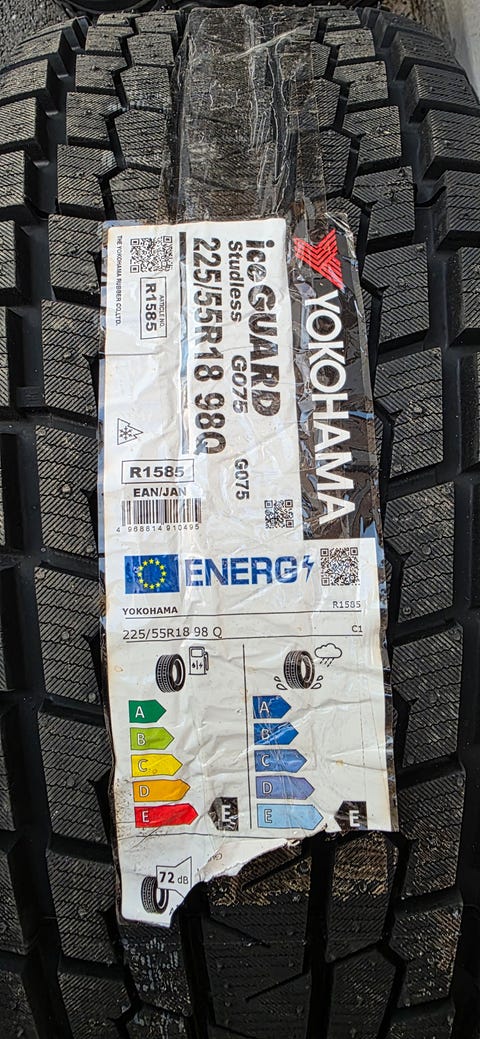 YOKOHAMA
iceGUARD
Studless G075
225/55R18 98Q
G075
ARTICLE NO.
R1585
THE YOKOHAMA RUBBER CO.,LTD.
R1585
EAN/JAN
4 968814 910495
ENERG
YOKOHAMA R1585
225/55R18 98 Q C1
A A
B B
C C
D D
E E E E
72 dB